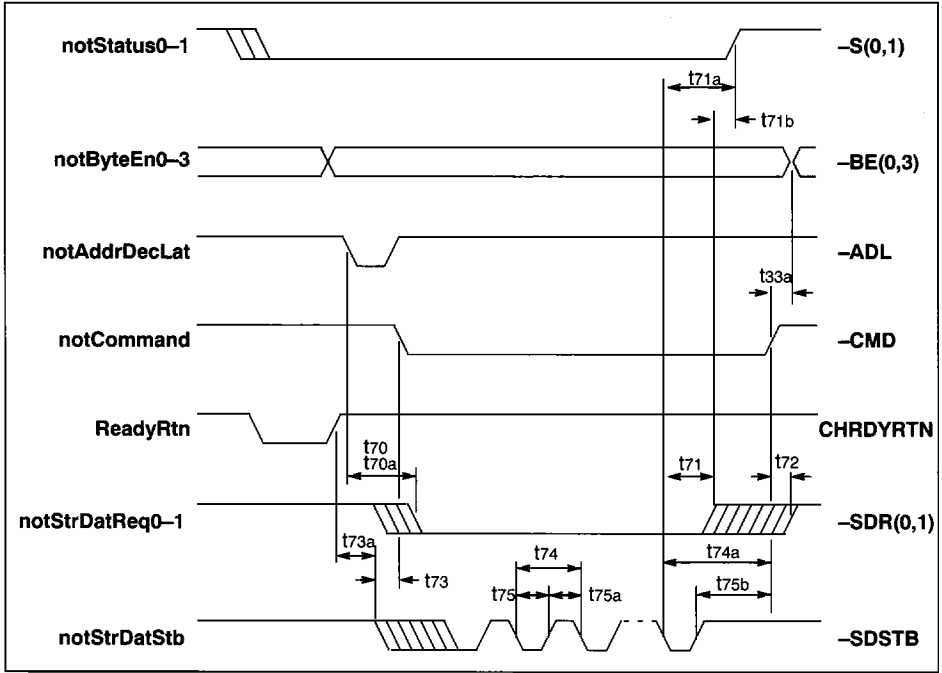 notStatus0–1 –S(0,1)
t71a
t71b
notByteEn0–3 –BE(0,3)
notAddrDecLat –ADL
t33a
notCommand –CMD
ReadyRtn CHRDYRTN
t70
t70a t71 t72
notStrDatReq0–1 –SDR(0,1)
t73a t74 t74a
t73 t75 t75a t75b
notStrDatStb –SDSTB